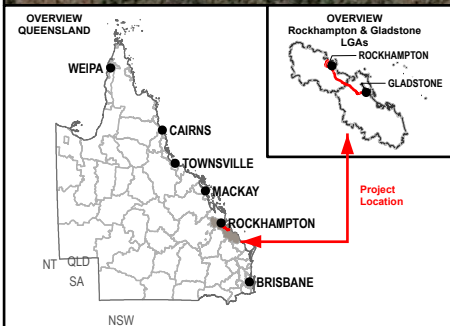 OVERVIEW
QUEENSLAND
WEIPA
CAIRNS
TOWNSVILLE
MACKAY
ROCKHAMPTON
BRISBANE
NT
QLD
SA
NSW
OVERVIEW
Rockhampton & Gladstone
LGAs
ROCKHAMPTON
GLADSTONE
Project
Location